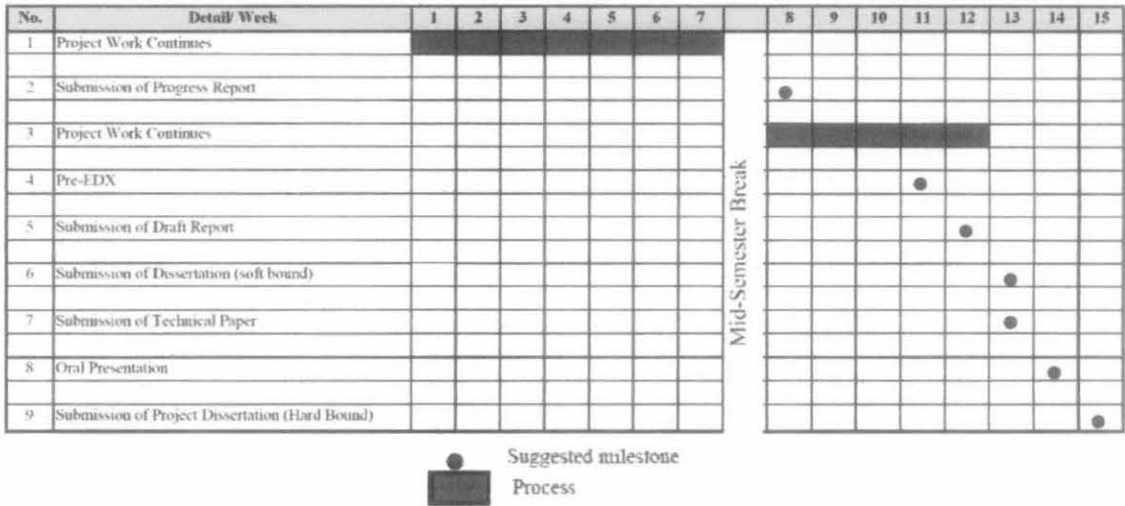 No. Detail/ Week 1 2 3 4 5 6 7 8 9 10 11 12 13 14 15
1 Project Work Continues
2 Submission of Progress Report
3 Project Work Continues
4 Pre-EDX
5 Submission of Draft Report
6 Submission of Dissertation (soft bound)
7 Submission of Technical Paper
8 Oral Presentation
9 Submission of Project Dissertation (Hard Bound)
Mid-Semester Break
Suggested milestone
Process